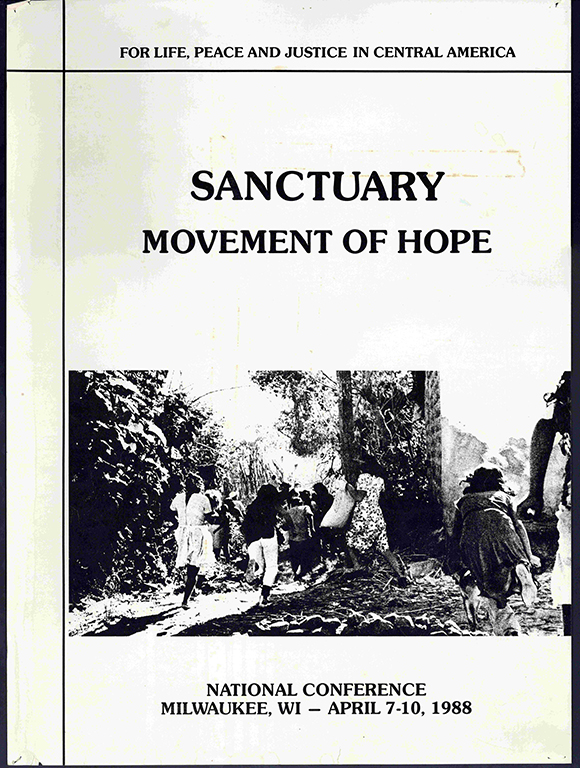 FOR LIFE, PEACE AND JUSTICE IN CENTRAL AMERICA
SANCTUARY
MOVEMENT OF HOPE
NATIONAL CONFERENCE
MILWAUKEE, WI — APRIL 7-10, 1988